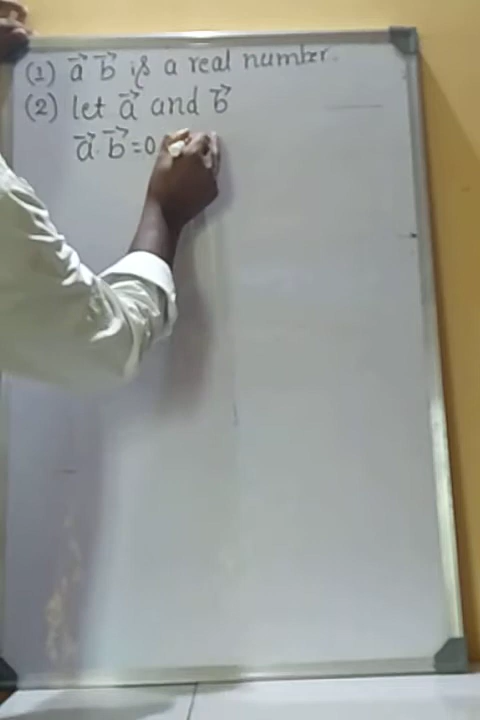 (1) a⃗ b⃗ is a real number.
(2) let a⃗ and b⃗
a⃗. b⃗ = 0